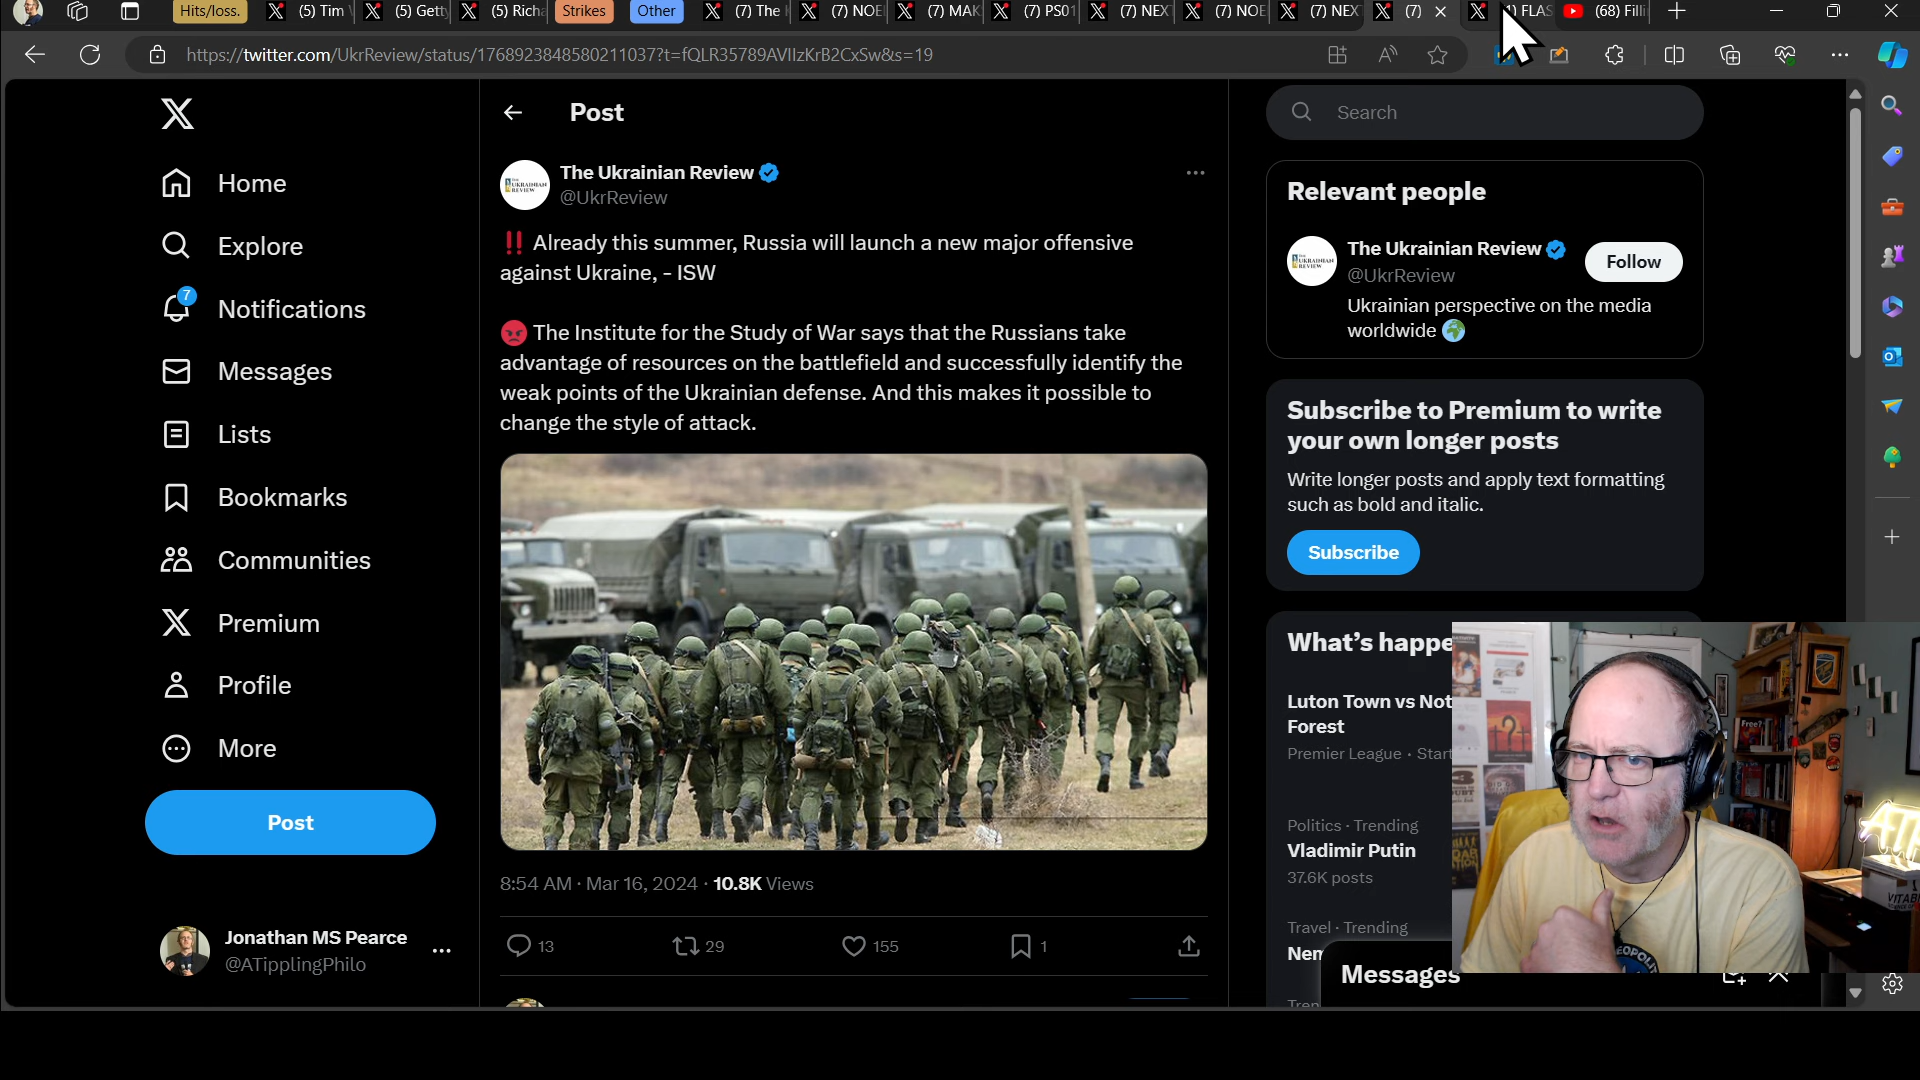 Hits/loss.
(5) Tim
(5) Gett
(5) Richa
Strikes
Other
(7) The
(7) NOE
(7) MAK
(7) PS01
(7) NEX
(7) NOE
(7) NEX
(7)
FLAS
(68) Filli
https://twitter.com/UkrReview/status/1768923848580211037?t=fQLR35789AVIIzKrB2CxSw&s=19
Home
Explore
7
Notifications
Messages
Lists
Bookmarks
Communities
Premium
Profile
More
Post
Jonathan MS Pearce
@ATipplingPhilo
Post
The Ukrainian Review
@UkrReview
‼ Already this summer, Russia will launch a new major offensive
against Ukraine, - ISW
😡 The Institute for the Study of War says that the Russians take
advantage of resources on the battlefield and successfully identify the
weak points of the Ukrainian defense. And this makes it possible to
change the style of attack.
8:54 AM · Mar 16, 2024 · 10.8K Views
13
29
155
1
Search
Relevant people
The Ukrainian Review
@UkrReview
Follow
Ukrainian perspective on the media
worldwide 🌍
Subscribe to Premium to write
your own longer posts
Write longer posts and apply text formatting
such as bold and italic.
Subscribe
What's happe
Luton Town vs Not
Forest
Premier League · Start
Politics · Trending
Vladimir Putin
37.6K posts
Travel · Trending
Nem
Messages
Tren
Free?